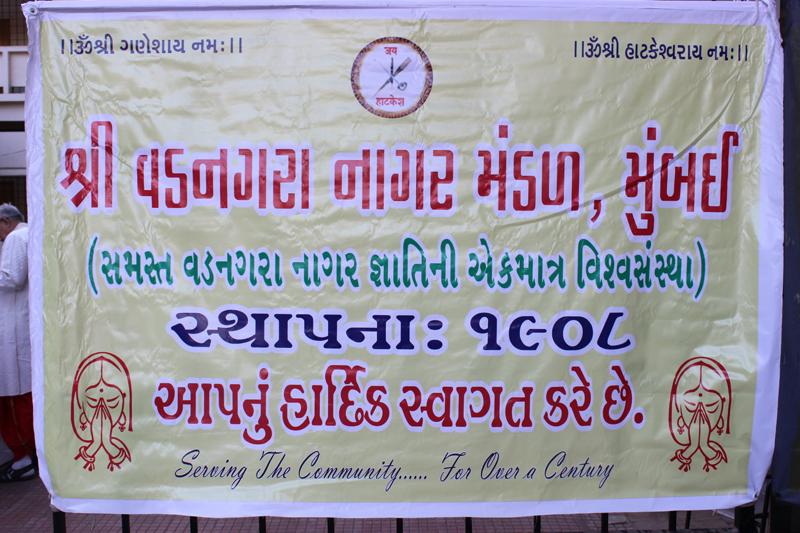 ||ૐશ્રી ગણેશાય નમઃ||
||ૐશ્રી હાટકેશ્વરાય નમઃ||
જય
હાટકેશ
શ્રી વડનગરા નાગર મંડળ, મુંબઈ
(સમસ્ત વડનગરા નાગર જ્ઞાતિની એકમાત્ર વિશ્વસંસ્થા)
સ્થાપનાઃ ૧૯૦૮
આપનું હાર્દિક સ્વાગત કરે છે.
Serving The Community...... For Over a Century